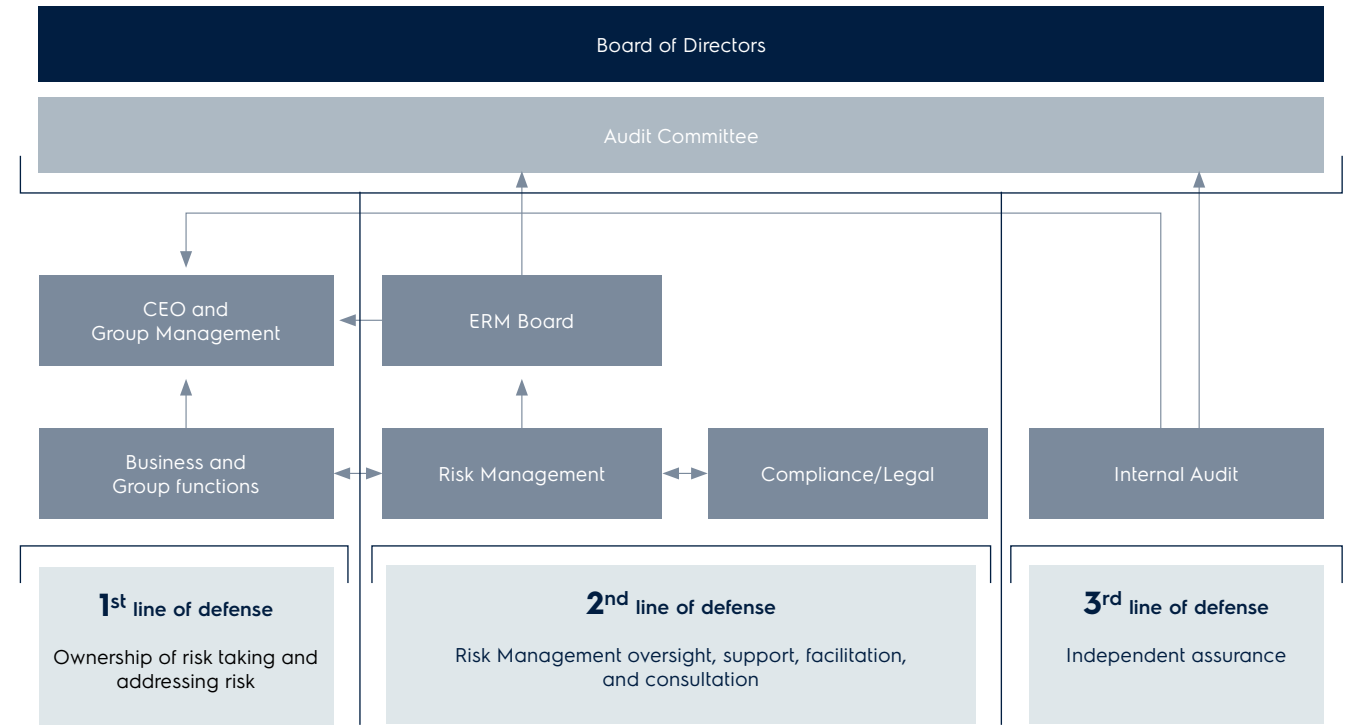 Board of Directors
Audit Committee
CEO and
Group Management
ERM Board
Business and
Group functions
Risk Management
Compliance/Legal
Internal Audit
1st line of defense
Ownership of risk taking and
addressing risk
2nd line of defense
Risk Management oversight, support, facilitation,
and consultation
3rd line of defense
Independent assurance